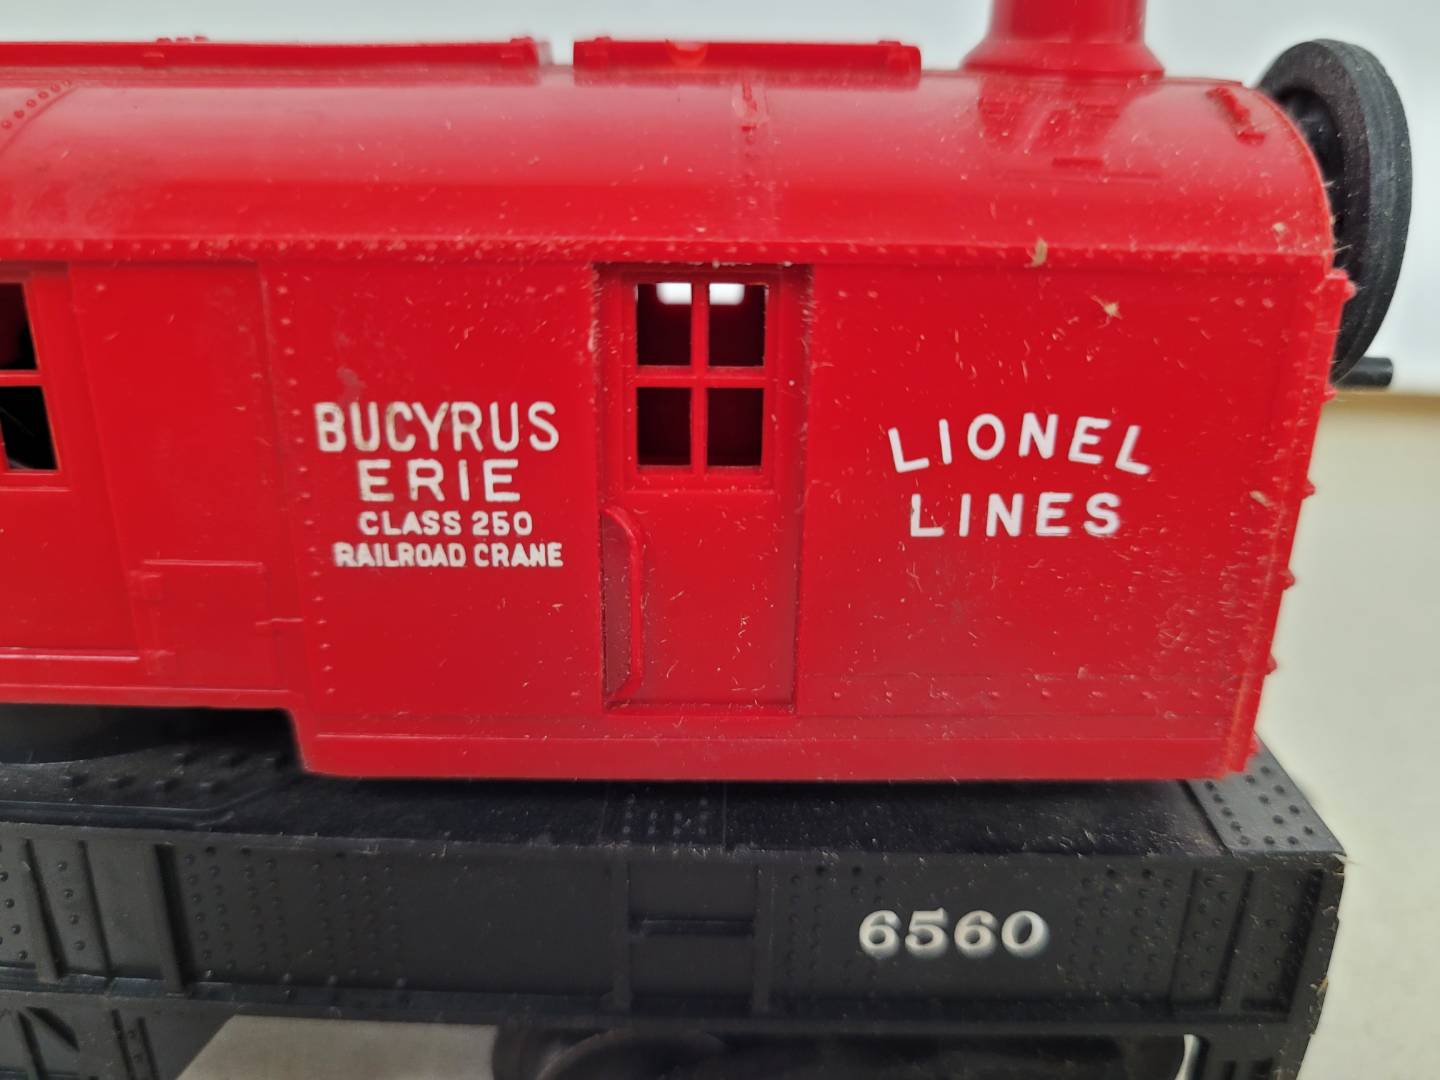 BUCYRUS
ERIE
CLASS 250
RAILROAD CRANE
LIONEL
LINES
6560